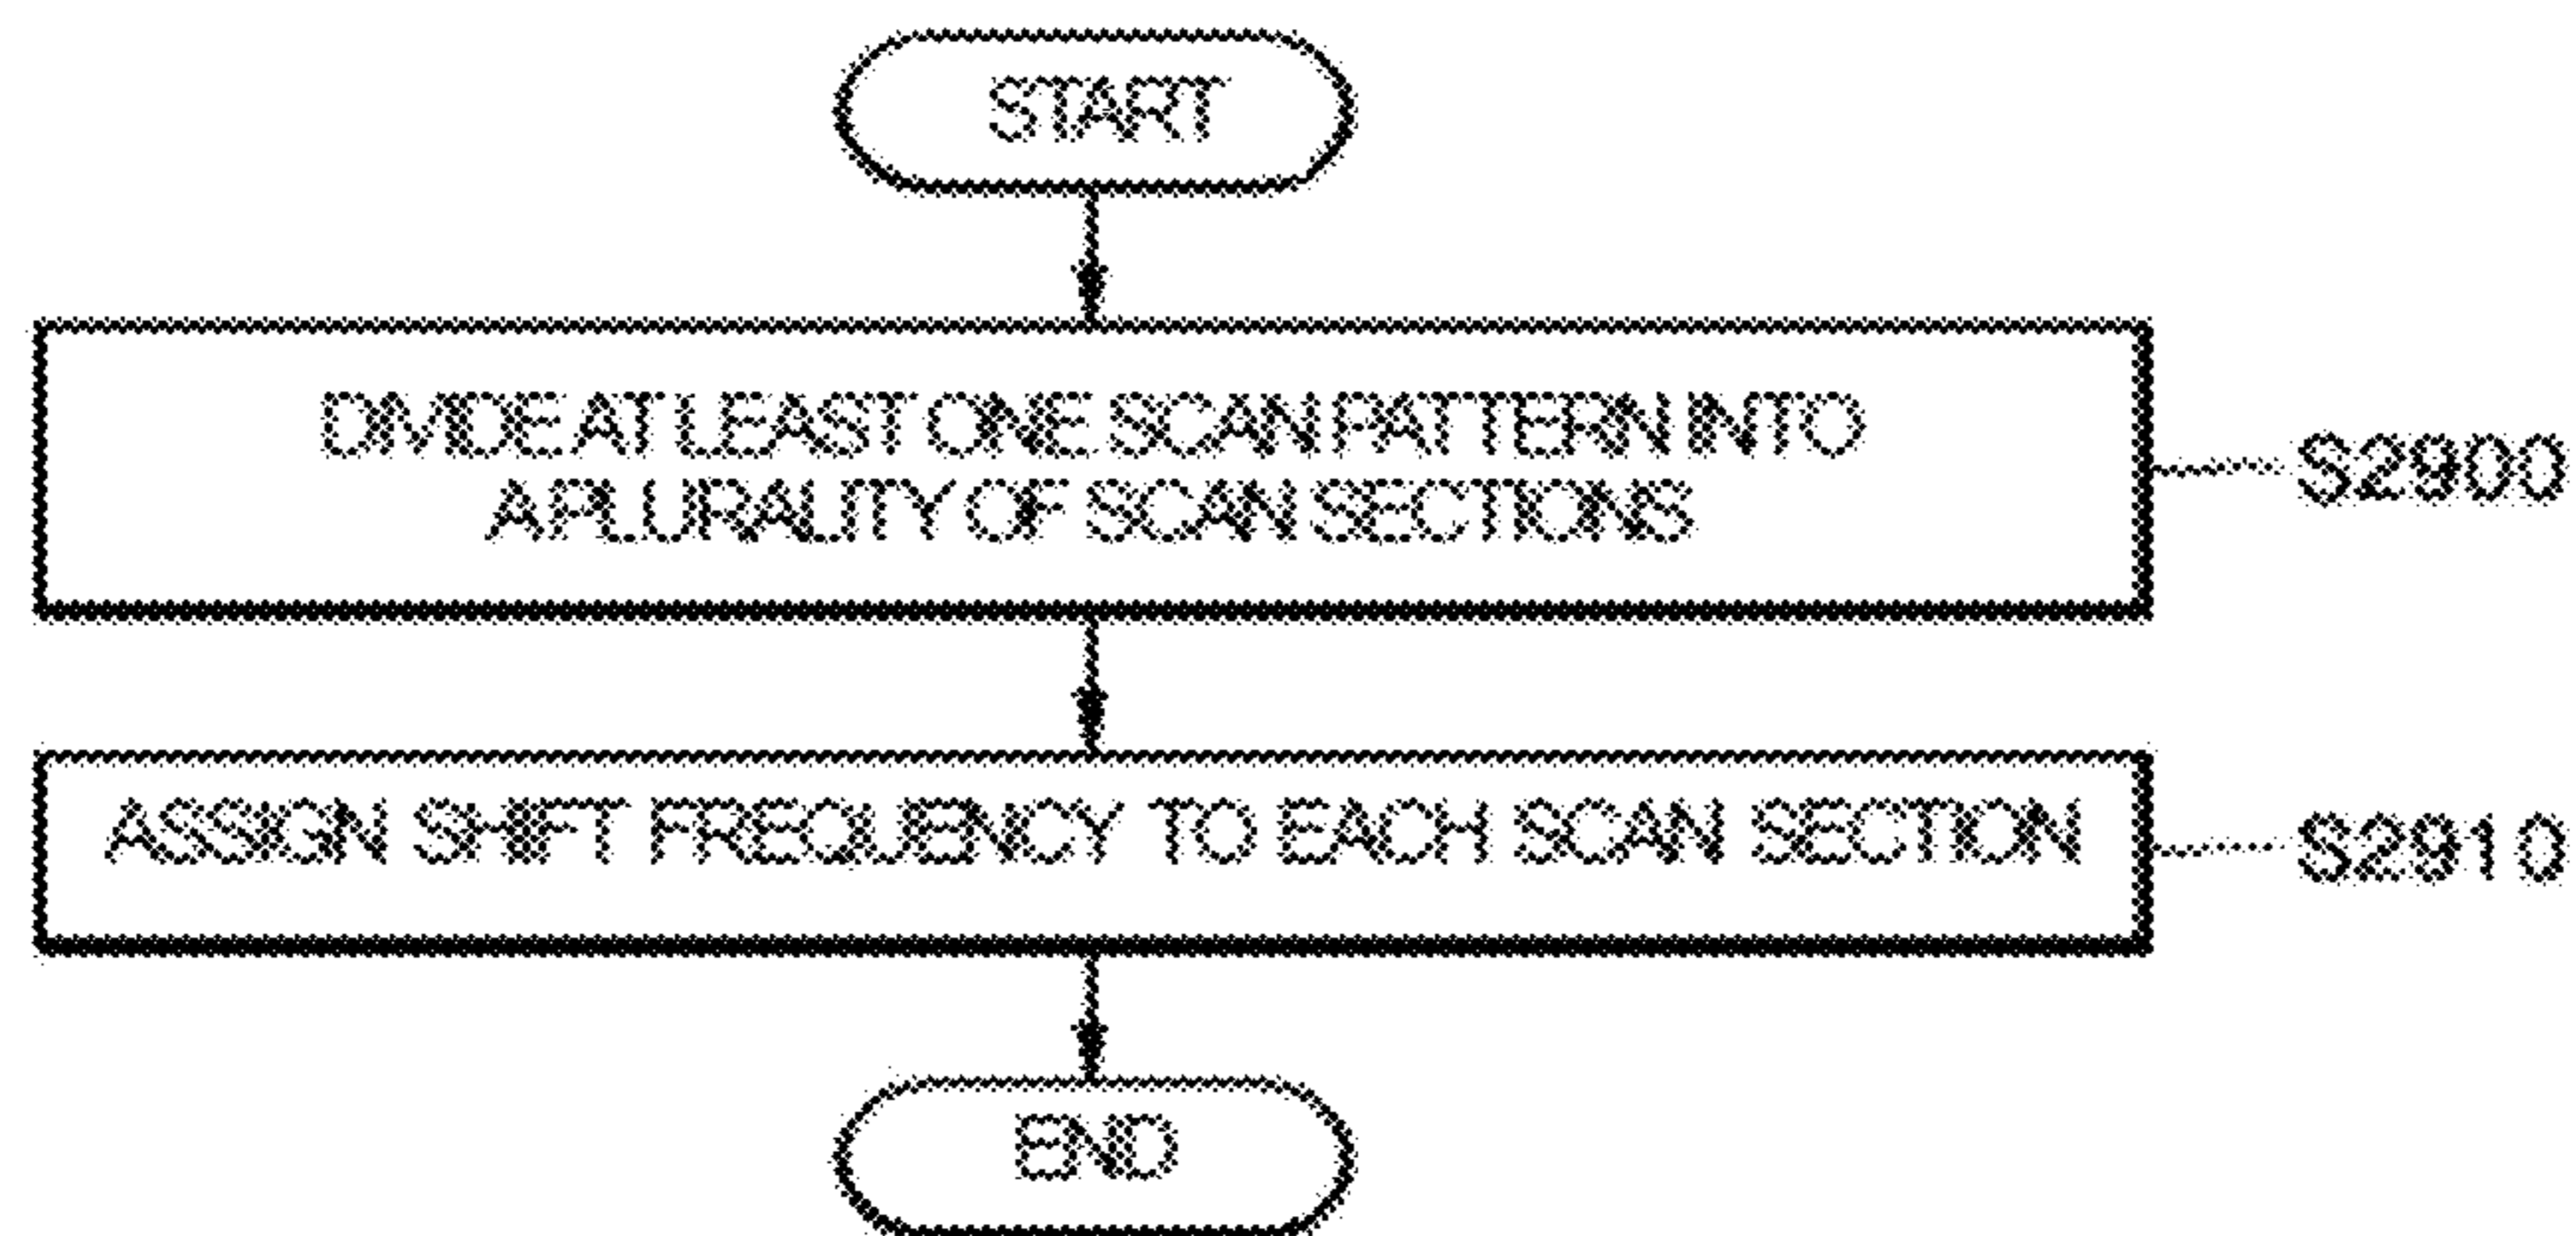 START
DIVIDE AT LEAST ONE SCAN PATTERN INTO
A PLURALITY OF SCAN SECTIONS
S2900
ASSIGN SHIFT FREQUENCY TO EACH SCAN SECTION
S2910
END